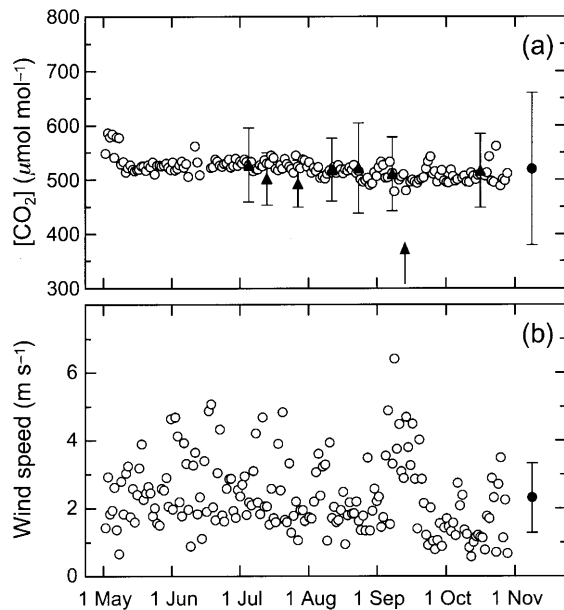 800
(a)
700
600
500
400
300
[CO₂] (μmol mol⁻¹)
(b)
6
4
2
0
Wind speed (m s⁻¹)
1 May 1 Jun 1 Jul 1 Aug 1 Sep 1 Oct 1 Nov